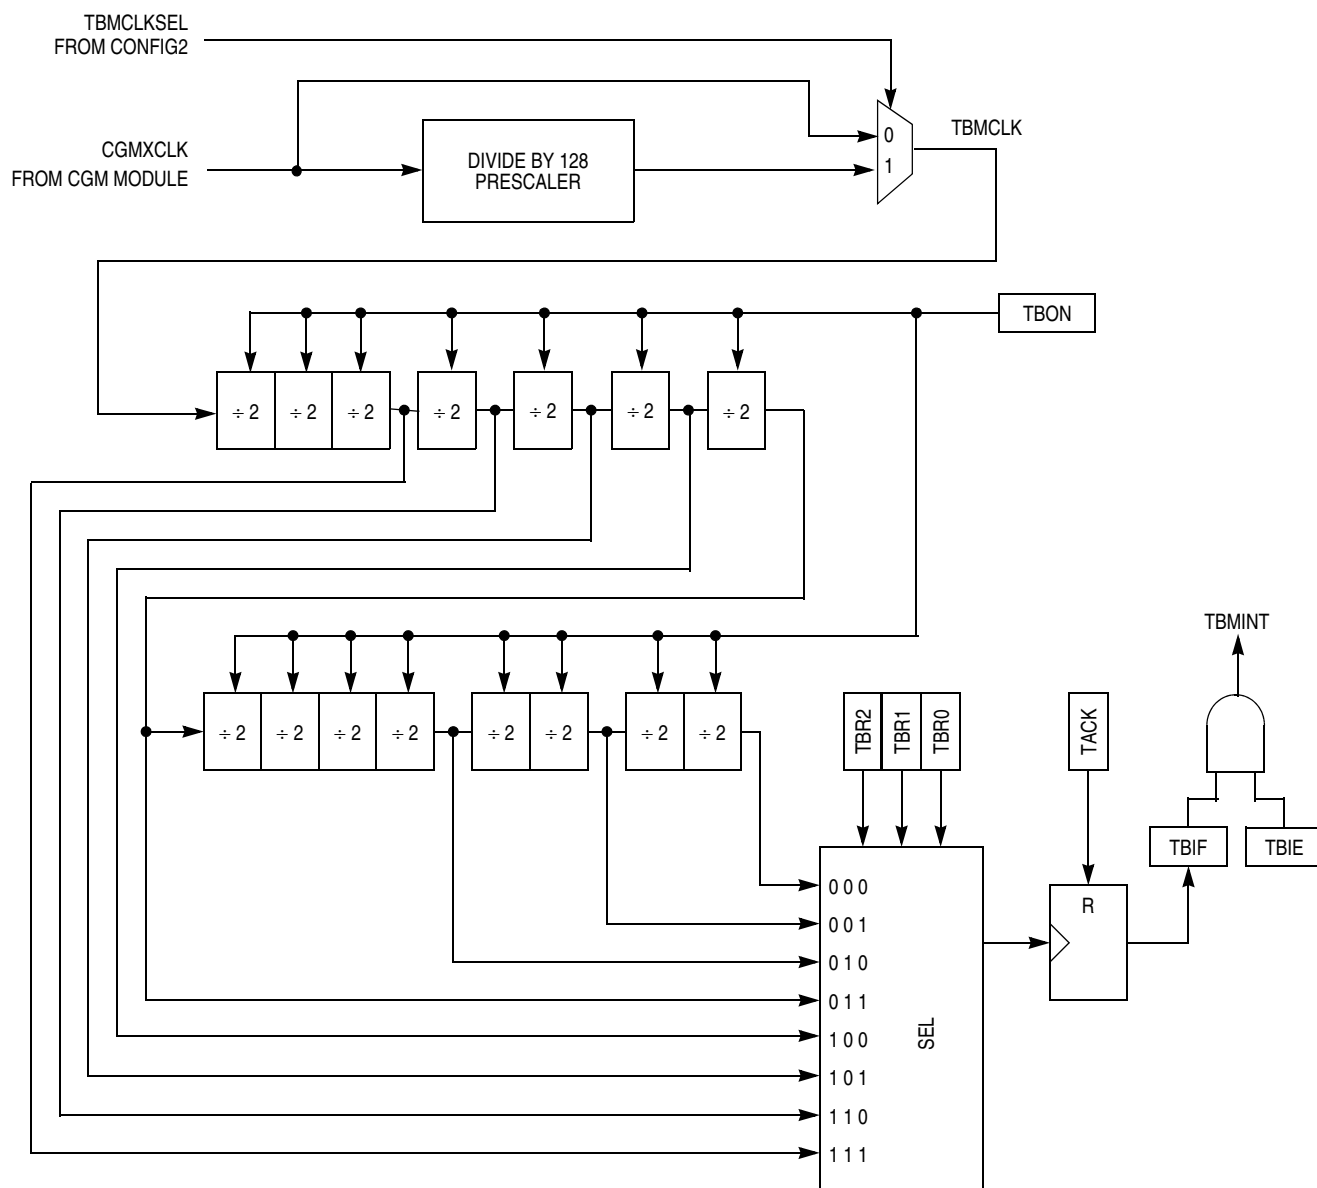 TBMCLKSEL
FROM CONFIG2
CGMXCLK
FROM CGM MODULE
DIVIDE BY 128
PRESCALER
0
1
TBMCLK
TBON
÷ 2
÷ 2
÷ 2
÷ 2
÷ 2
÷ 2
÷ 2
TBMINT
÷ 2
÷ 2
÷ 2
÷ 2
÷ 2
÷ 2
÷ 2
÷ 2
TBR2
TBR1
TBR0
TACK
TBIF
TBIE
R
0 0 0
0 0 1
0 1 0
0 1 1
1 0 0
1 0 1
1 1 0
1 1 1
SEL